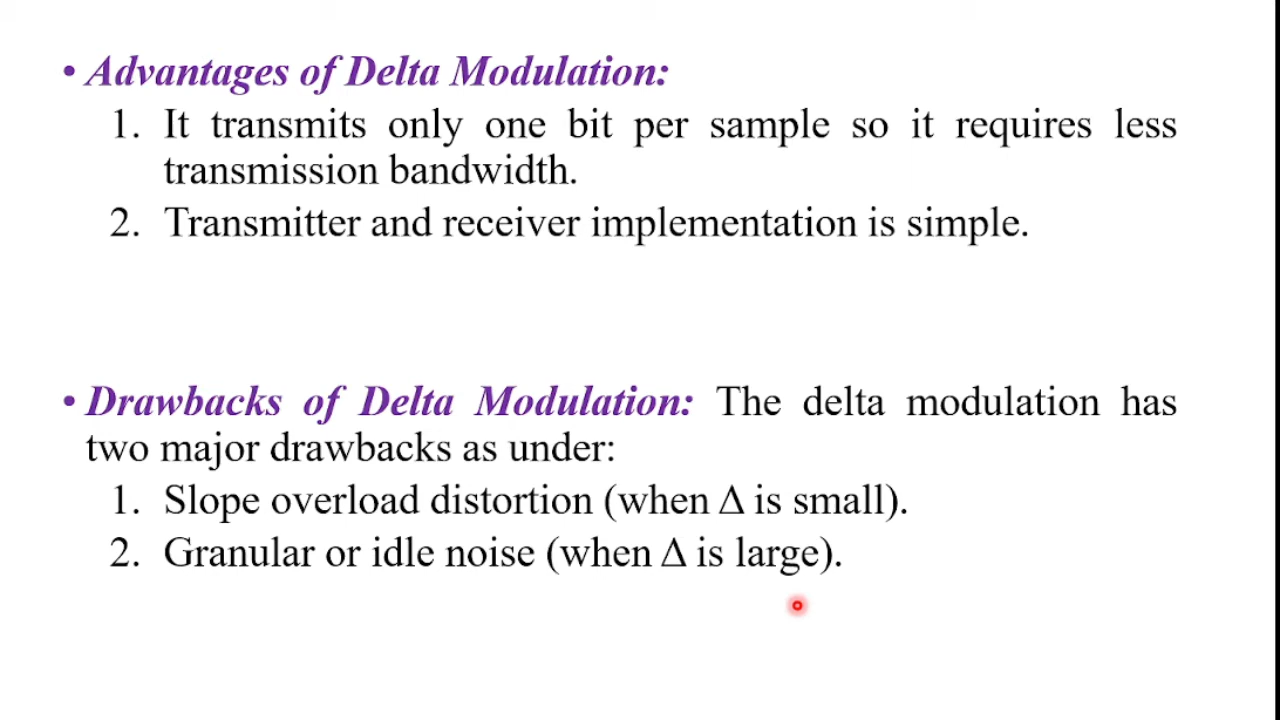 • Advantages of Delta Modulation:
1. It transmits only one bit per sample so it requires less
transmission bandwidth.
2. Transmitter and receiver implementation is simple.
• Drawbacks of Delta Modulation: The delta modulation has
two major drawbacks as under:
1. Slope overload distortion (when Δ is small).
2. Granular or idle noise (when Δ is large).